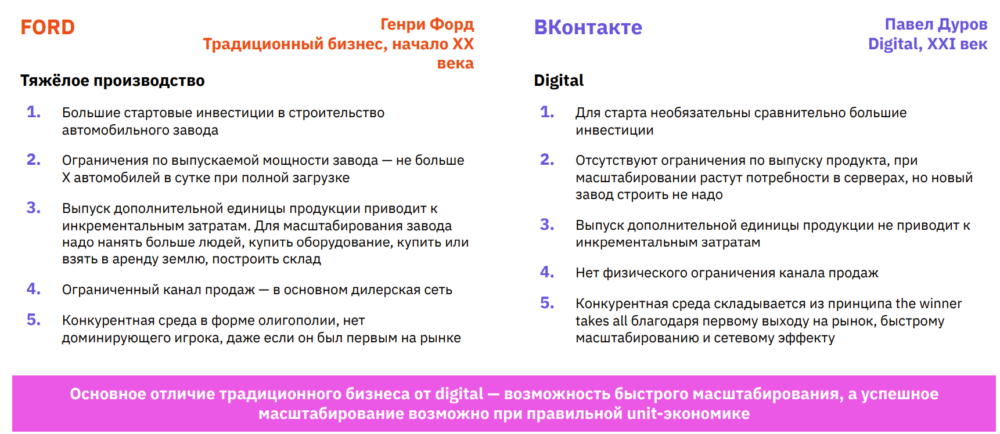 FORD
Генри Форд
Традиционный бизнес, начало XX
века
Тяжёлое производство
1. Большие стартовые инвестиции в строительство
автомобильного завода
2. Ограничения по выпускаемой мощности завода — не больше
X автомобилей в сутке при полной загрузке
3. Выпуск дополнительной единицы продукции приводит к
инкрементальным затратам. Для масштабирования завода
надо нанять больше людей, купить оборудование, купить или
взять в аренду землю, построить склад
4. Ограниченный канал продаж — в основном дилерская сеть
5. Конкурентная среда в форме олигополии, нет
доминирующего игрока, даже если он был первым на рынке
ВКонтакте
Павел Дуров
Digital, XXI век
Digital
1. Для старта необязательны сравнительно большие
инвестиции
2. Отсутствуют ограничения по выпуску продукта, при
масштабировании растут потребности в серверах, но новый
завод строить не надо
3. Выпуск дополнительной единицы продукции не приводит к
инкрементальным затратам
4. Нет физического ограничения канала продаж
5. Конкурентная среда складывается из принципа the winner
takes all благодаря первому выходу на рынок, быстрому
масштабированию и сетевому эффекту
Основное отличие традиционного бизнеса от digital — возможность быстрого масштабирования, а успешное
масштабирование возможно при правильной unit-экономике